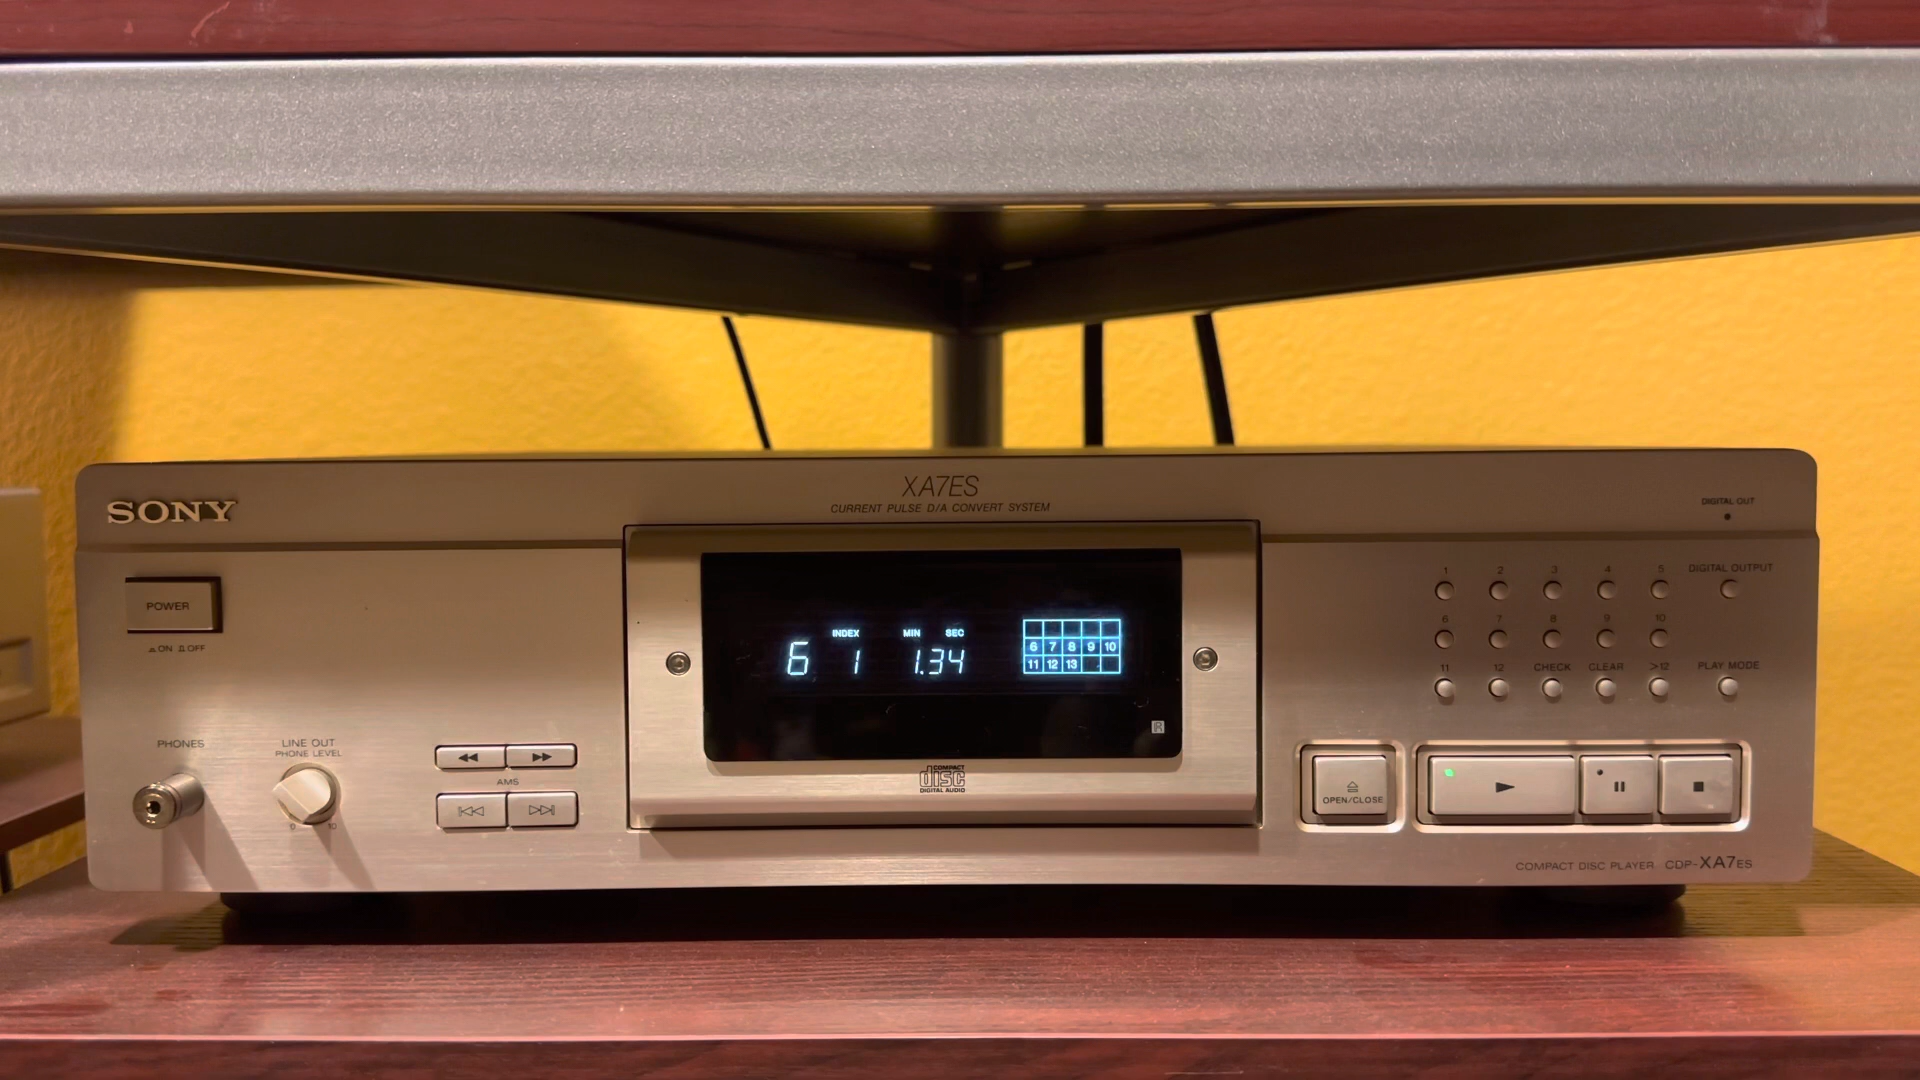 XA7ES
CURRENT PULSE D/A CONVERT SYSTEM
SONY
DIGITAL OUT
POWER
ON OFF
INDEX MIN SEC
6 1 1.34
6 7 8 9 10
11 12 13
R
1 2 3 4 5 DIGITAL OUTPUT
6 7 8 9 10
11 12 CHECK CLEAR >12 PLAY MODE
PHONES
LINE OUT
PHONE LEVEL
0 10
AMS
COMPACT
disc
DIGITAL AUDIO
OPEN/CLOSE
COMPACT DISC PLAYER CDP-XA7ES